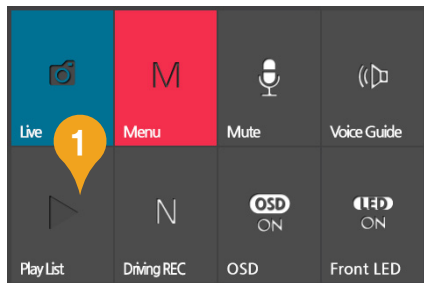 M
Live
1
Menu
Mute
Voice Guide
N
OSD
ON
LED
ON
Play List
Driving REC
OSD
Front LED